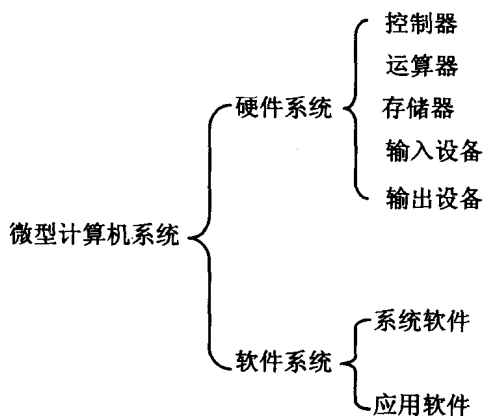 控制器
运算器
硬件系统
存储器
输入设备
输出设备
微型计算机系统
系统软件
软件系统
应用软件